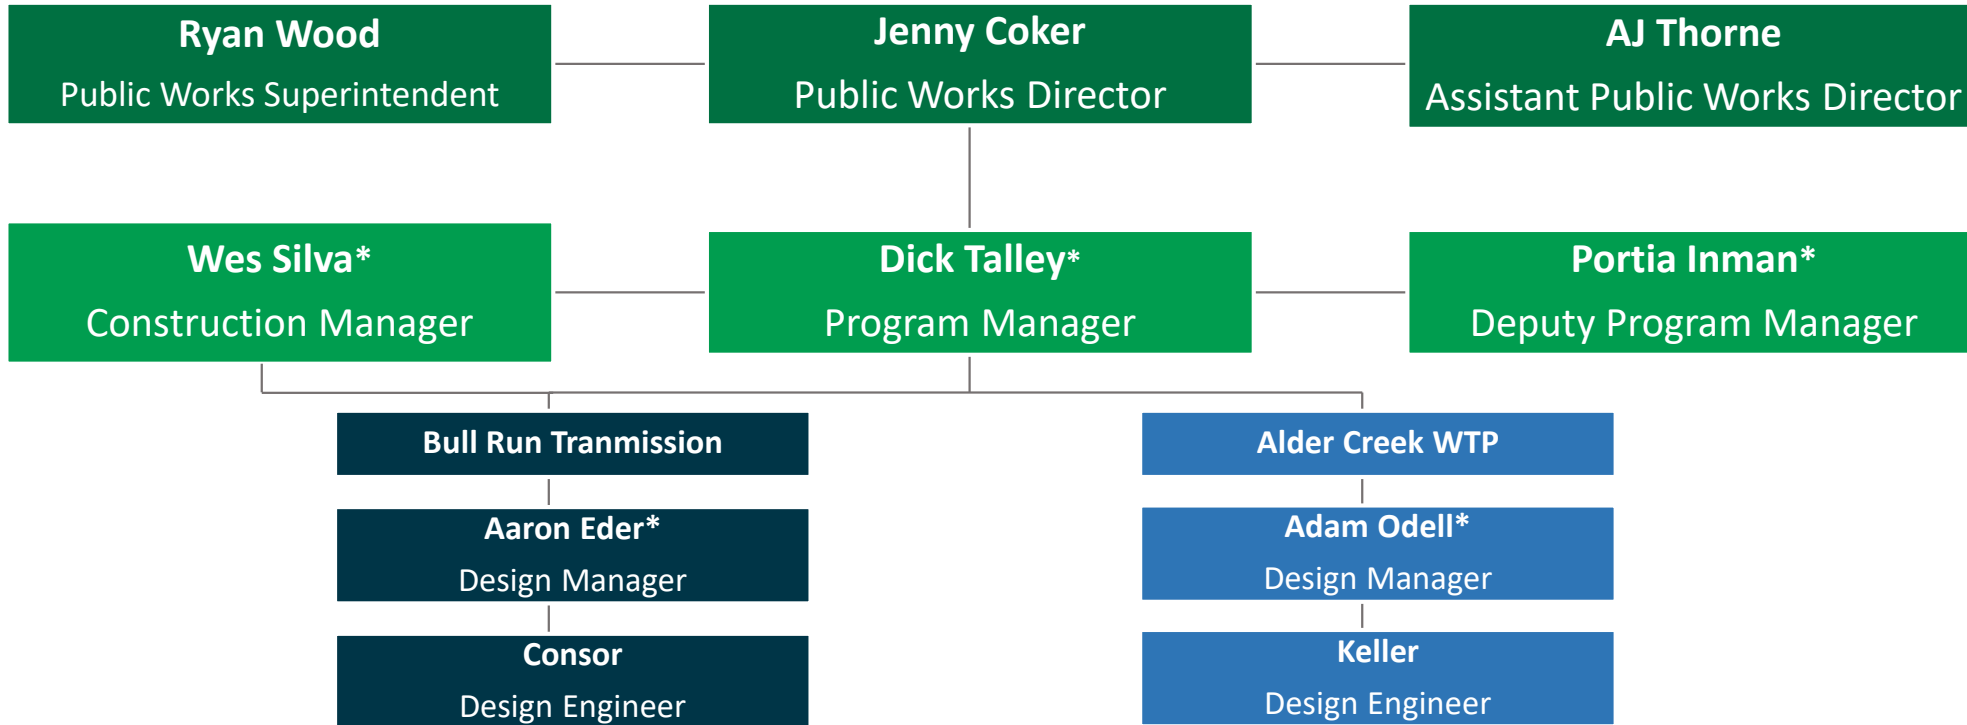 Ryan Wood
Public Works Superintendent
Jenny Coker
Public Works Director
AJ Thorne
Assistant Public Works Director
Wes Silva*
Construction Manager
Dick Talley*
Program Manager
Portia Inman*
Deputy Program Manager
Bull Run Tranmission
Aaron Eder*
Design Manager
Consor
Design Engineer
Alder Creek WTP
Adam Odell*
Design Manager
Keller
Design Engineer